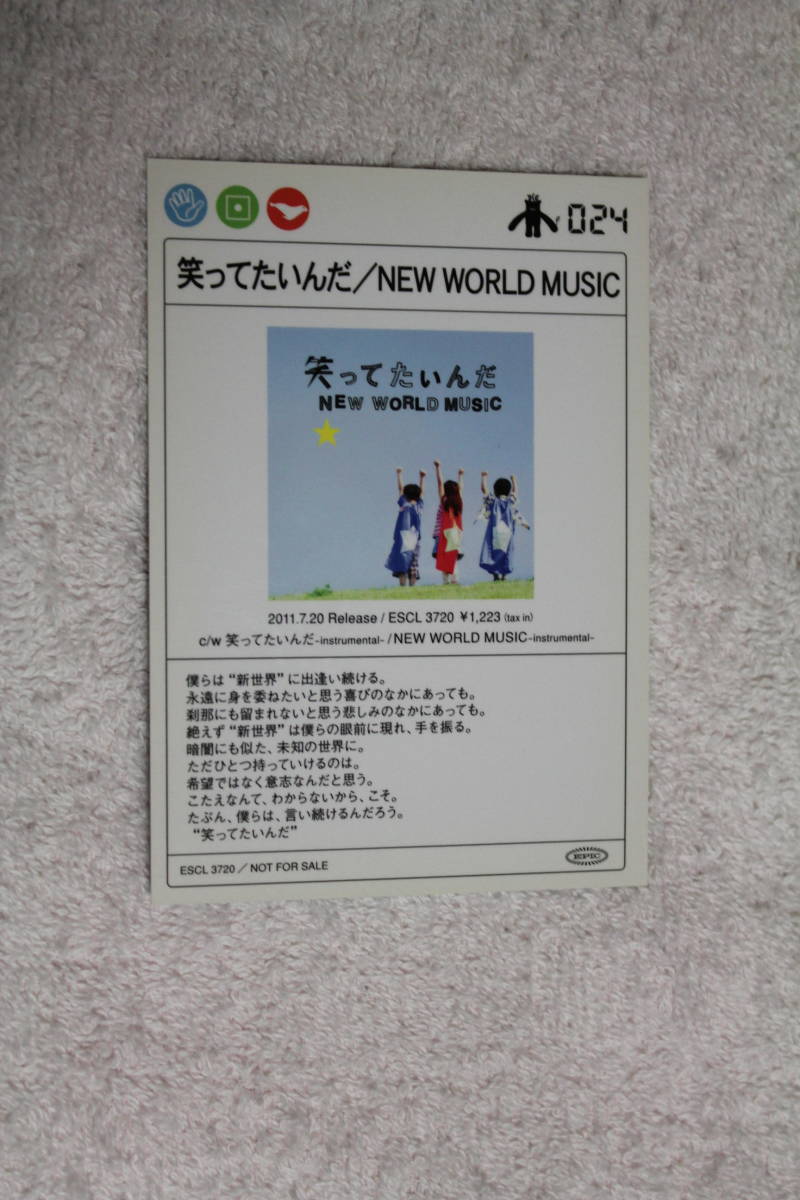 024
笑ってたいんだ／NEW WORLD MUSIC
笑ってたいんだ
NEW WORLD MUSIC
2011.7.20 Release / ESCL 3720 ¥1,223 (tax in)
c/w 笑ってたいんだ-instrumental- / NEW WORLD MUSIC-instrumental-
僕らは“新世界”に出逢い続ける。
永遠に身を委ねたいと思う喜びのなかにあっても。
刹那にも留まれないと思う悲しみのなかにあっても。
絶えず“新世界”は僕らの眼前に現れ、手を振る。
暗闇にも似た、未知の世界に。
ただひとつ持っていけるのは。
希望ではなく意志なんだと思う。
こたえなんて、わからないから、こそ。
たぶん、僕らは、言い続けるんだろう。
“笑ってたいんだ”
ESCL 3720／NOT FOR SALE
EPIC